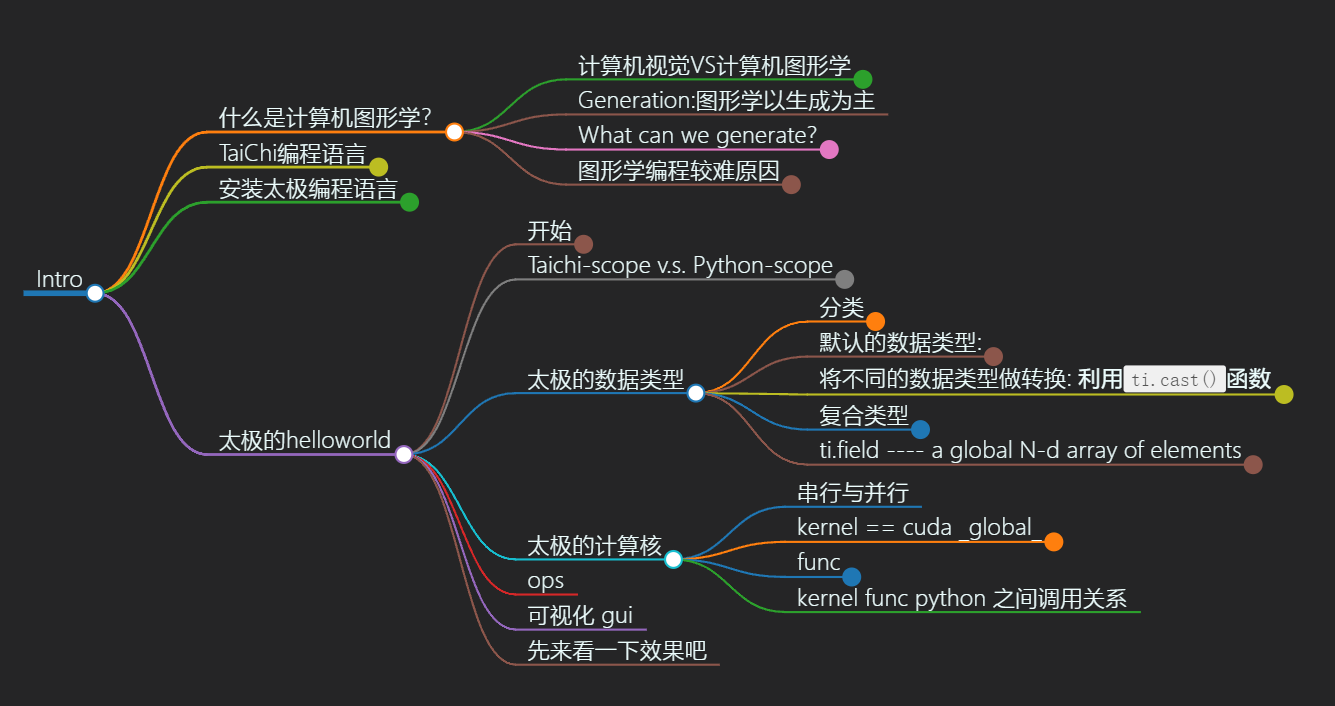 Intro
什么是计算机图形学?
计算机视觉VS计算机图形学
Generation:图形学以生成为主
What can we generate?
图形学编程较难原因
TaiChi编程语言
安装太极编程语言
太极的helloworld
开始
Taichi-scope v.s. Python-scope
太极的数据类型
分类
默认的数据类型:
将不同的数据类型做转换: 利用ti.cast()函数
复合类型
ti.field ---- a global N-d array of elements
太极的计算核
串行与并行
kernel == cuda _global_
func
kernel func python 之间调用关系
ops
可视化 gui
先来看一下效果吧